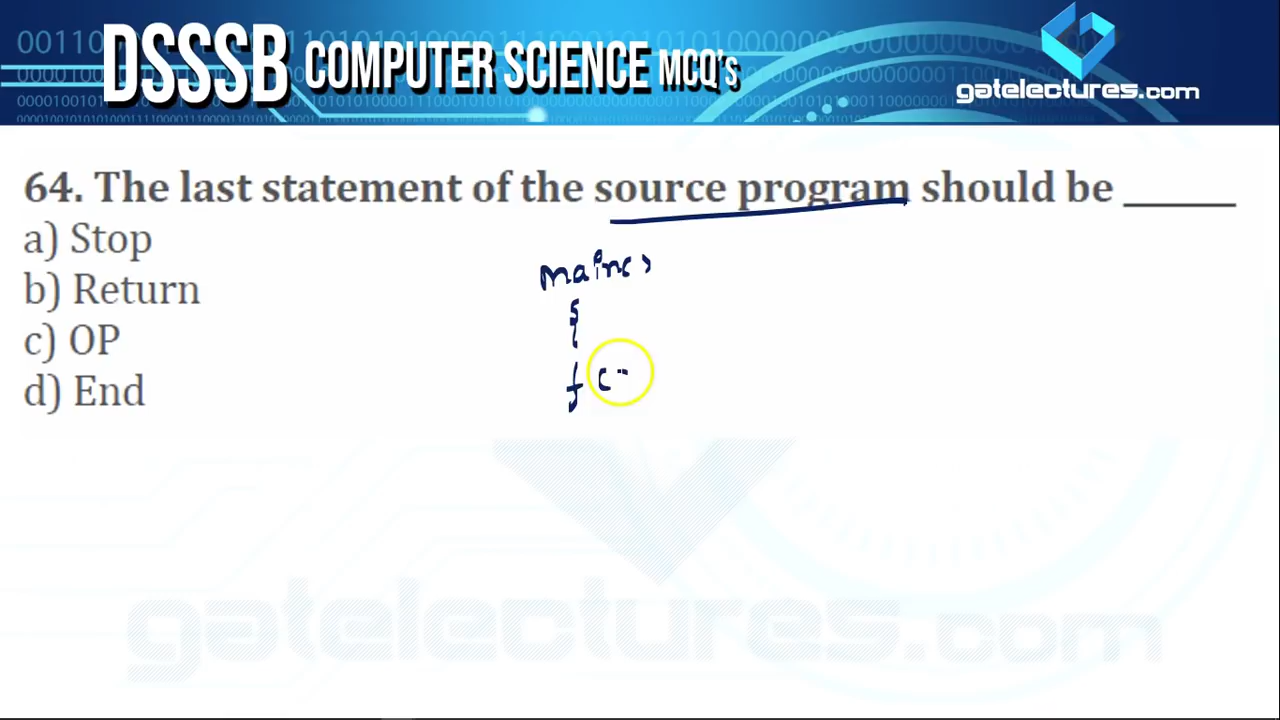 DSSSB COMPUTER SCIENCE MCQ's
gatelectures.com
64. The last statement of the source program should be ______
a) Stop
b) Return
c) OP
d) End
main( )
{
}
gatelectures.com